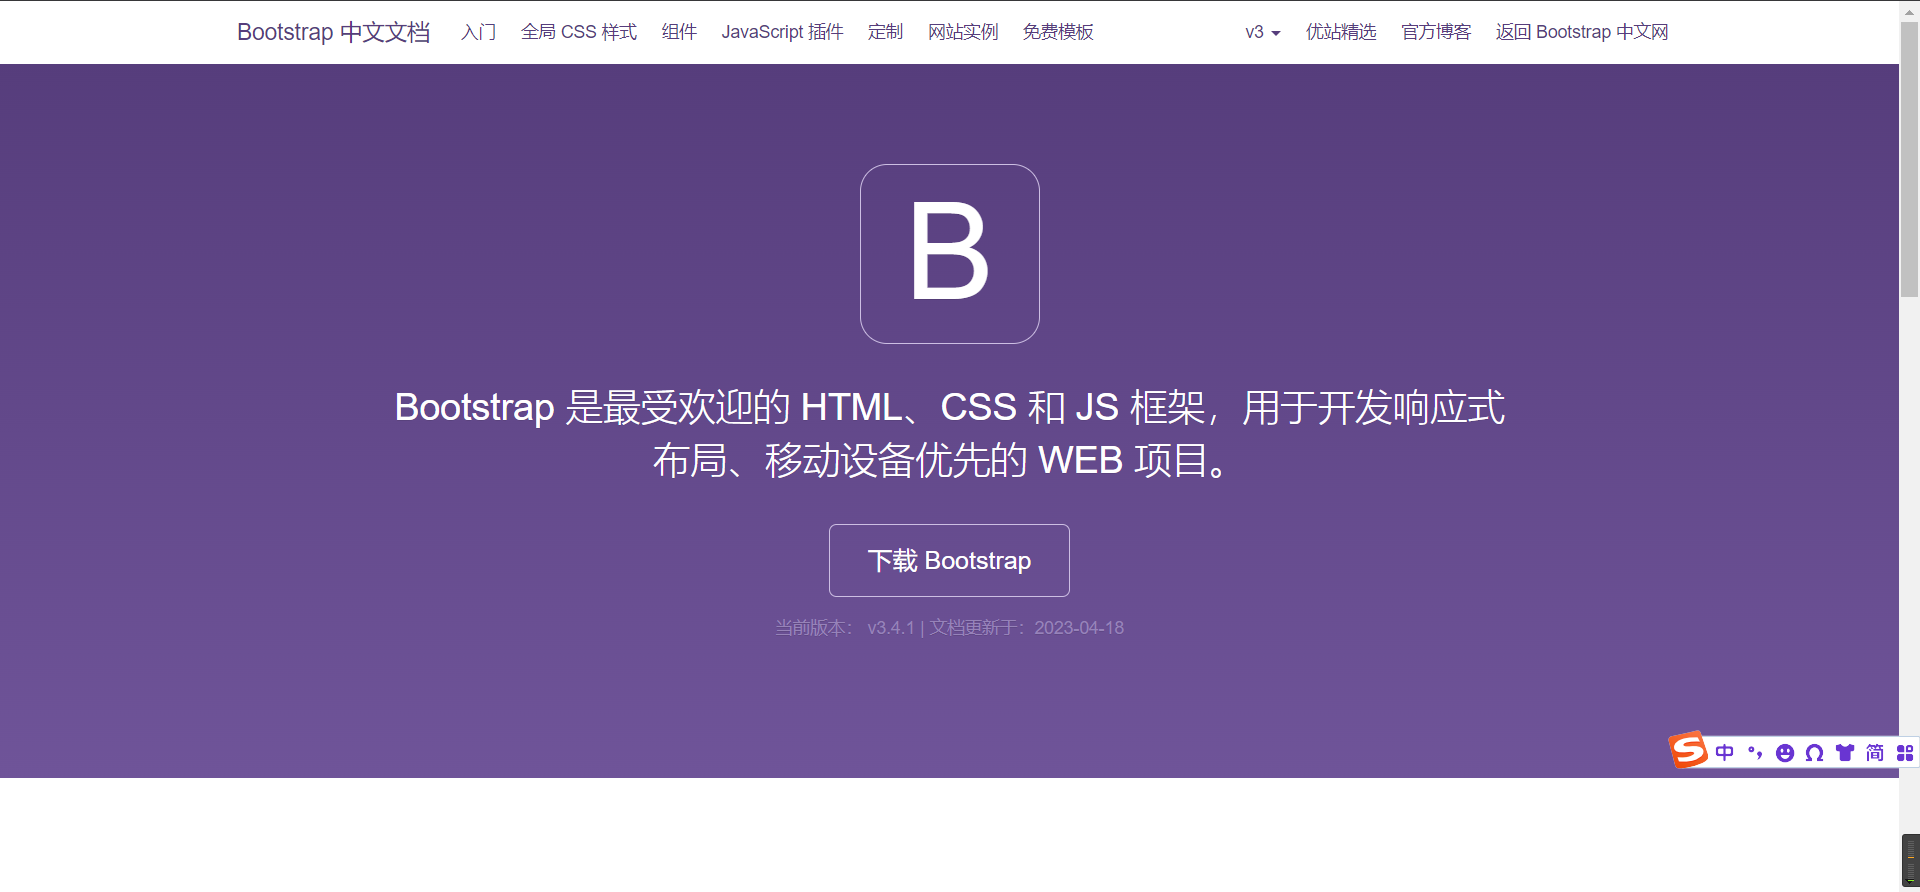 Bootstrap 中文文档 入门 全局 CSS 样式 组件 JavaScript 插件 定制 网站实例 免费模板 v3 优站精选 官方博客 返回 Bootstrap 中文网
B
Bootstrap 是最受欢迎的 HTML、CSS 和 JS 框架，用于开发响应式
布局、移动设备优先的 WEB 项目。
下载 Bootstrap
当前版本： v3.4.1 | 文档更新于：2023-04-18
S 中 °, Ω 简